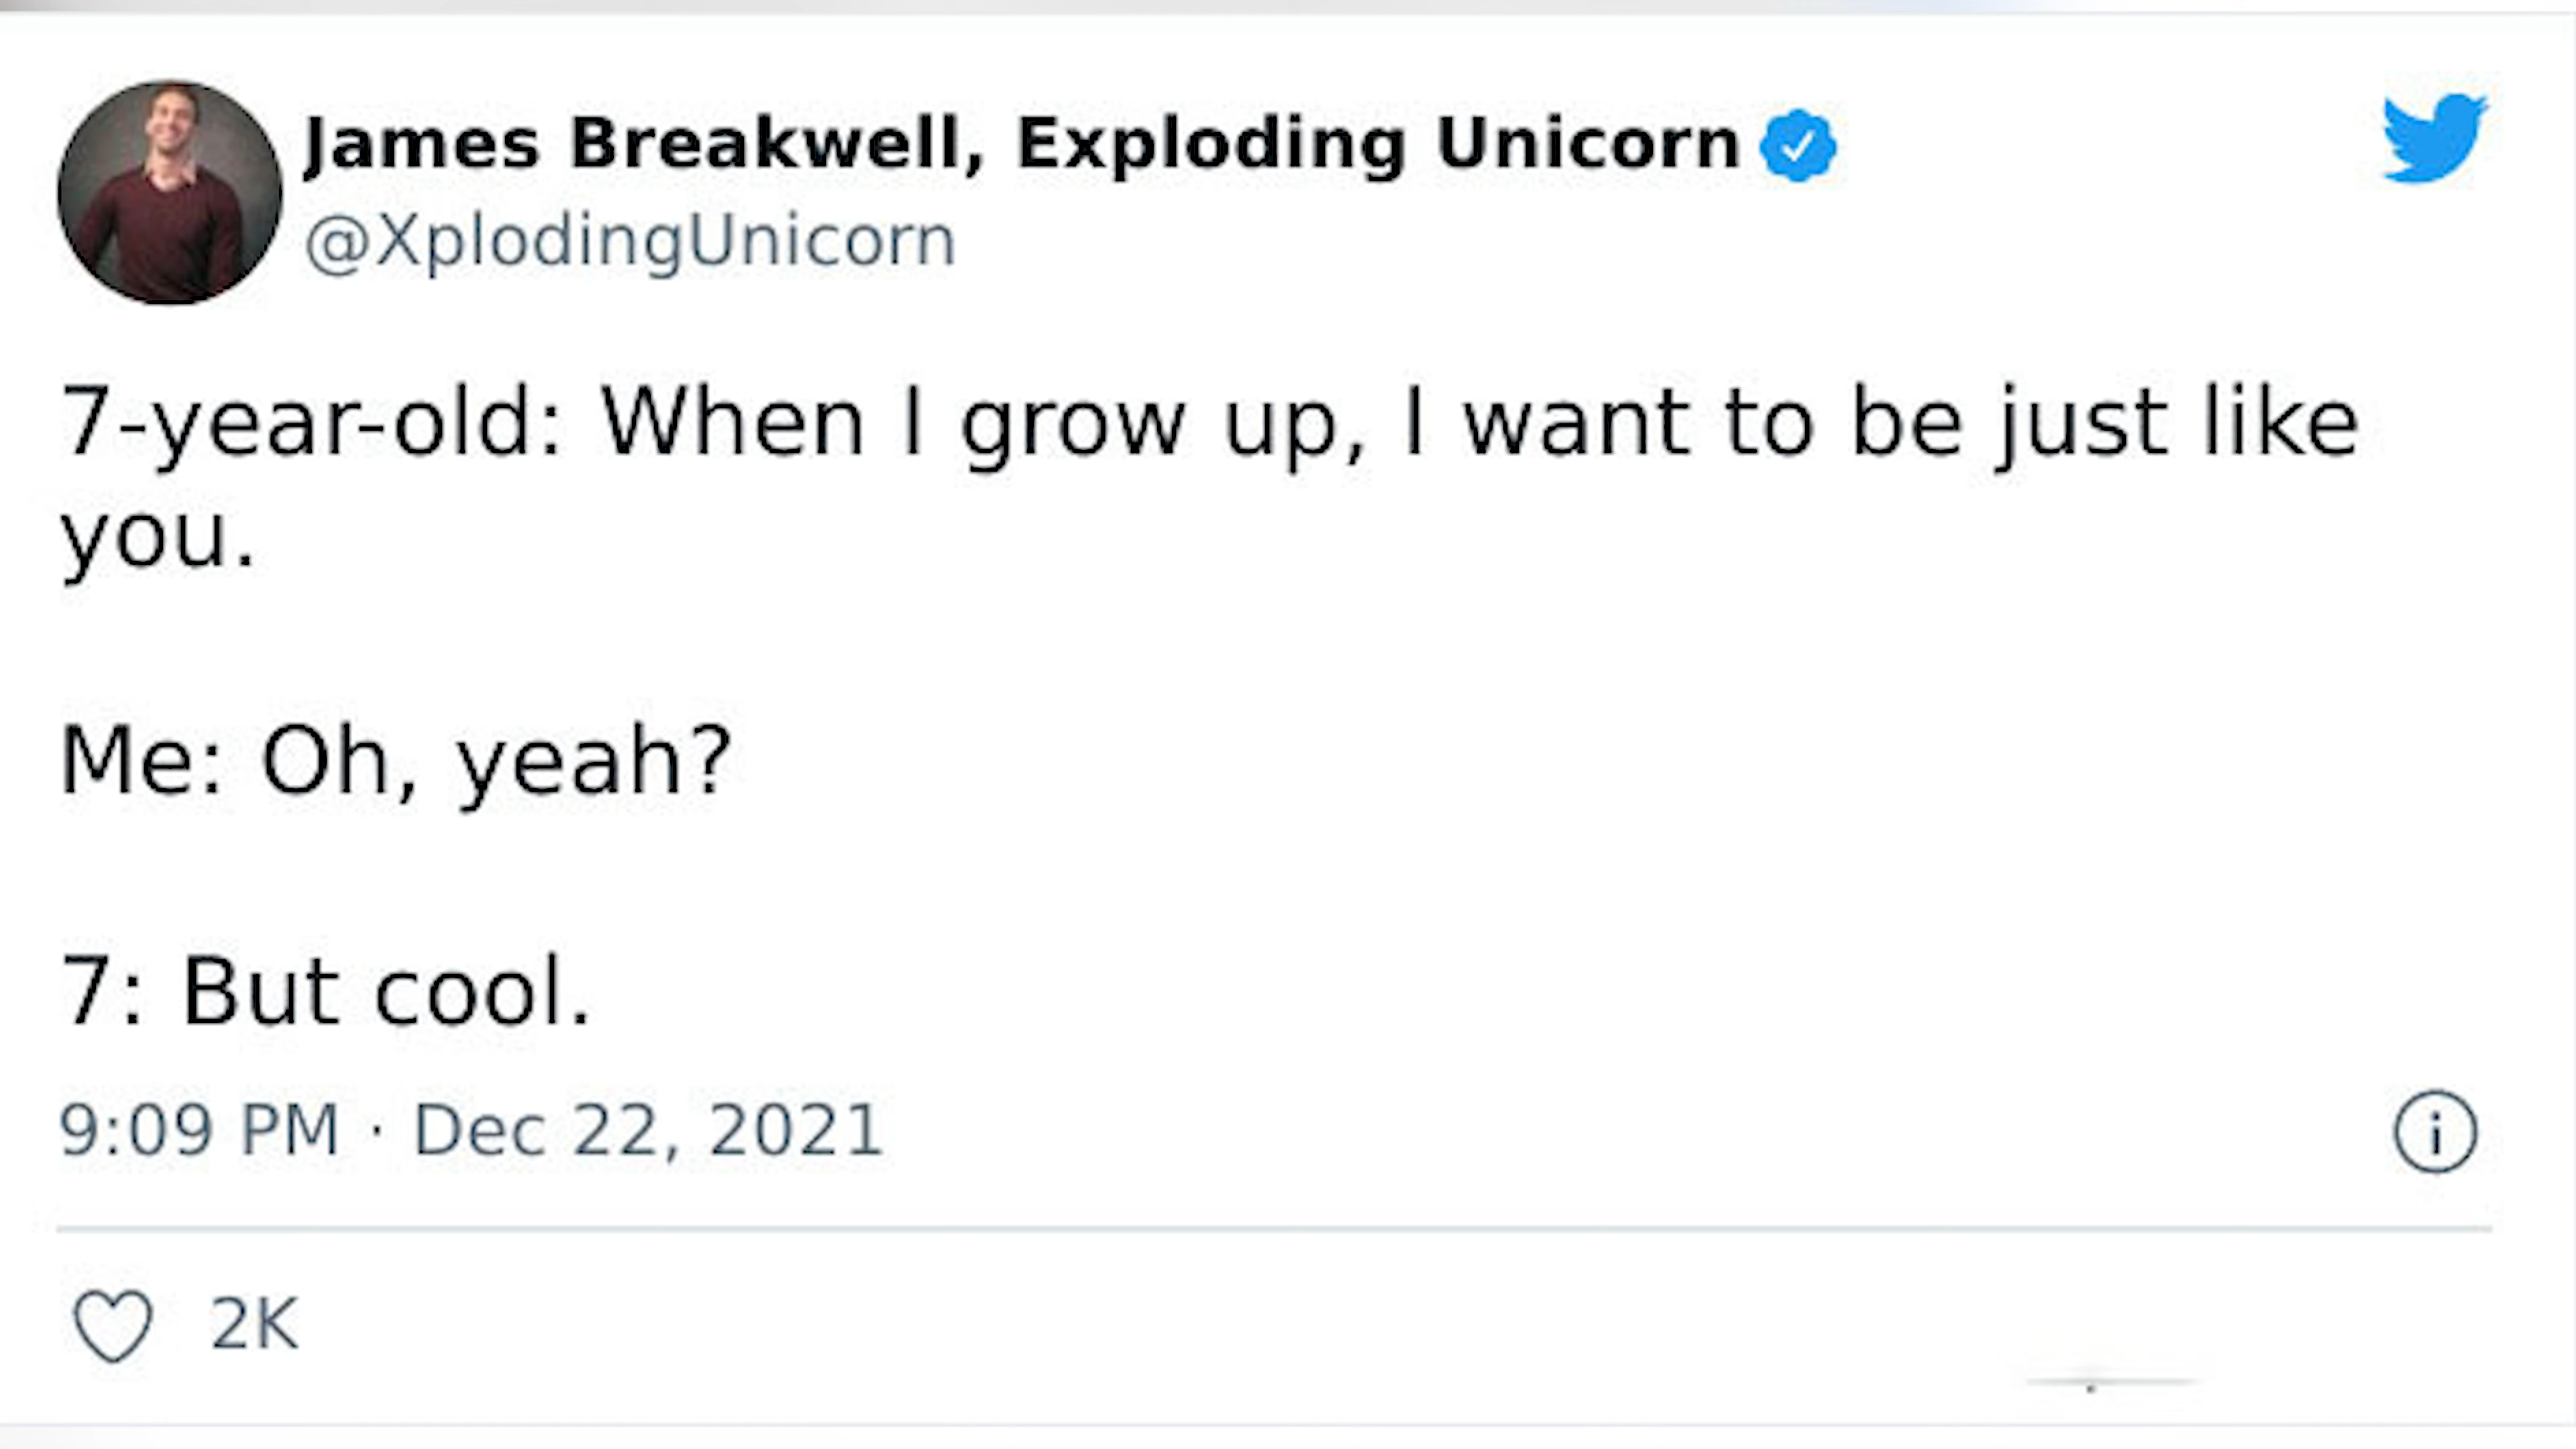 James Breakwell, Exploding Unicorn
@XplodingUnicorn
7-year-old: When I grow up, I want to be just like
you.
Me: Oh, yeah?
7: But cool.
9:09 PM · Dec 22, 2021
2K